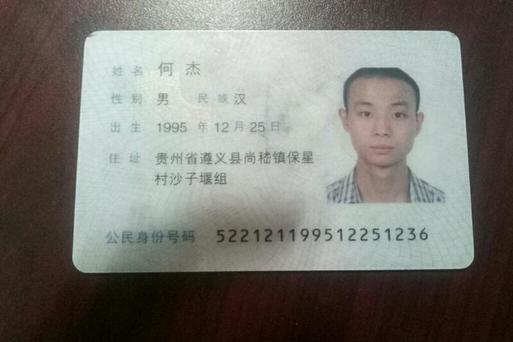 姓名 何杰
性别 男 民族 汉
出生 1995 年 12 月 25 日
住址 贵州省遵义县尚嵇镇保星
村沙子堰组
公民身份号码 522121199512251236